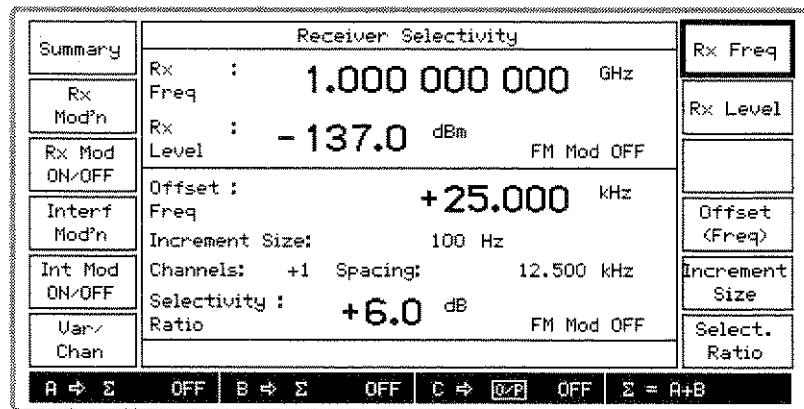 Receiver Selectivity
Summary
Rx Mod'n
Rx Mod ON/OFF
Interf Mod'n
Int Mod ON/OFF
Var/ Chan
Rx Freq : 1.000 000 000 GHz
Rx Level : -137.0 dBm FM Mod OFF
Offset Freq : +25.000 kHz
Increment Size: 100 Hz
Channels: +1 Spacing: 12.500 kHz
Selectivity Ratio : +6.0 dB FM Mod OFF
Rx Freq
Rx Level
Offset (Freq)
Increment Size
Select. Ratio
A ⇨ Σ OFF B ⇨ Σ OFF C ⇨ O/P OFF Σ = A+B